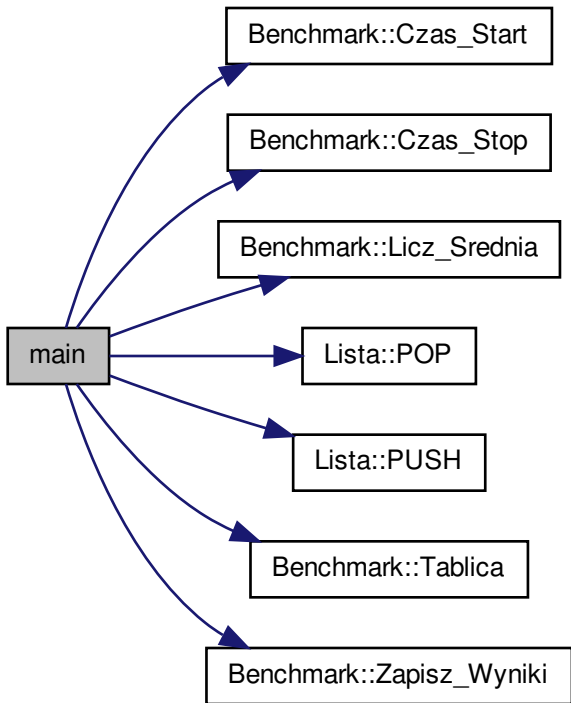 Benchmark::Czas_Start
Benchmark::Czas_Stop
Benchmark::Licz_Srednia
main
Lista::POP
Lista::PUSH
Benchmark::Tablica
Benchmark::Zapisz_Wyniki